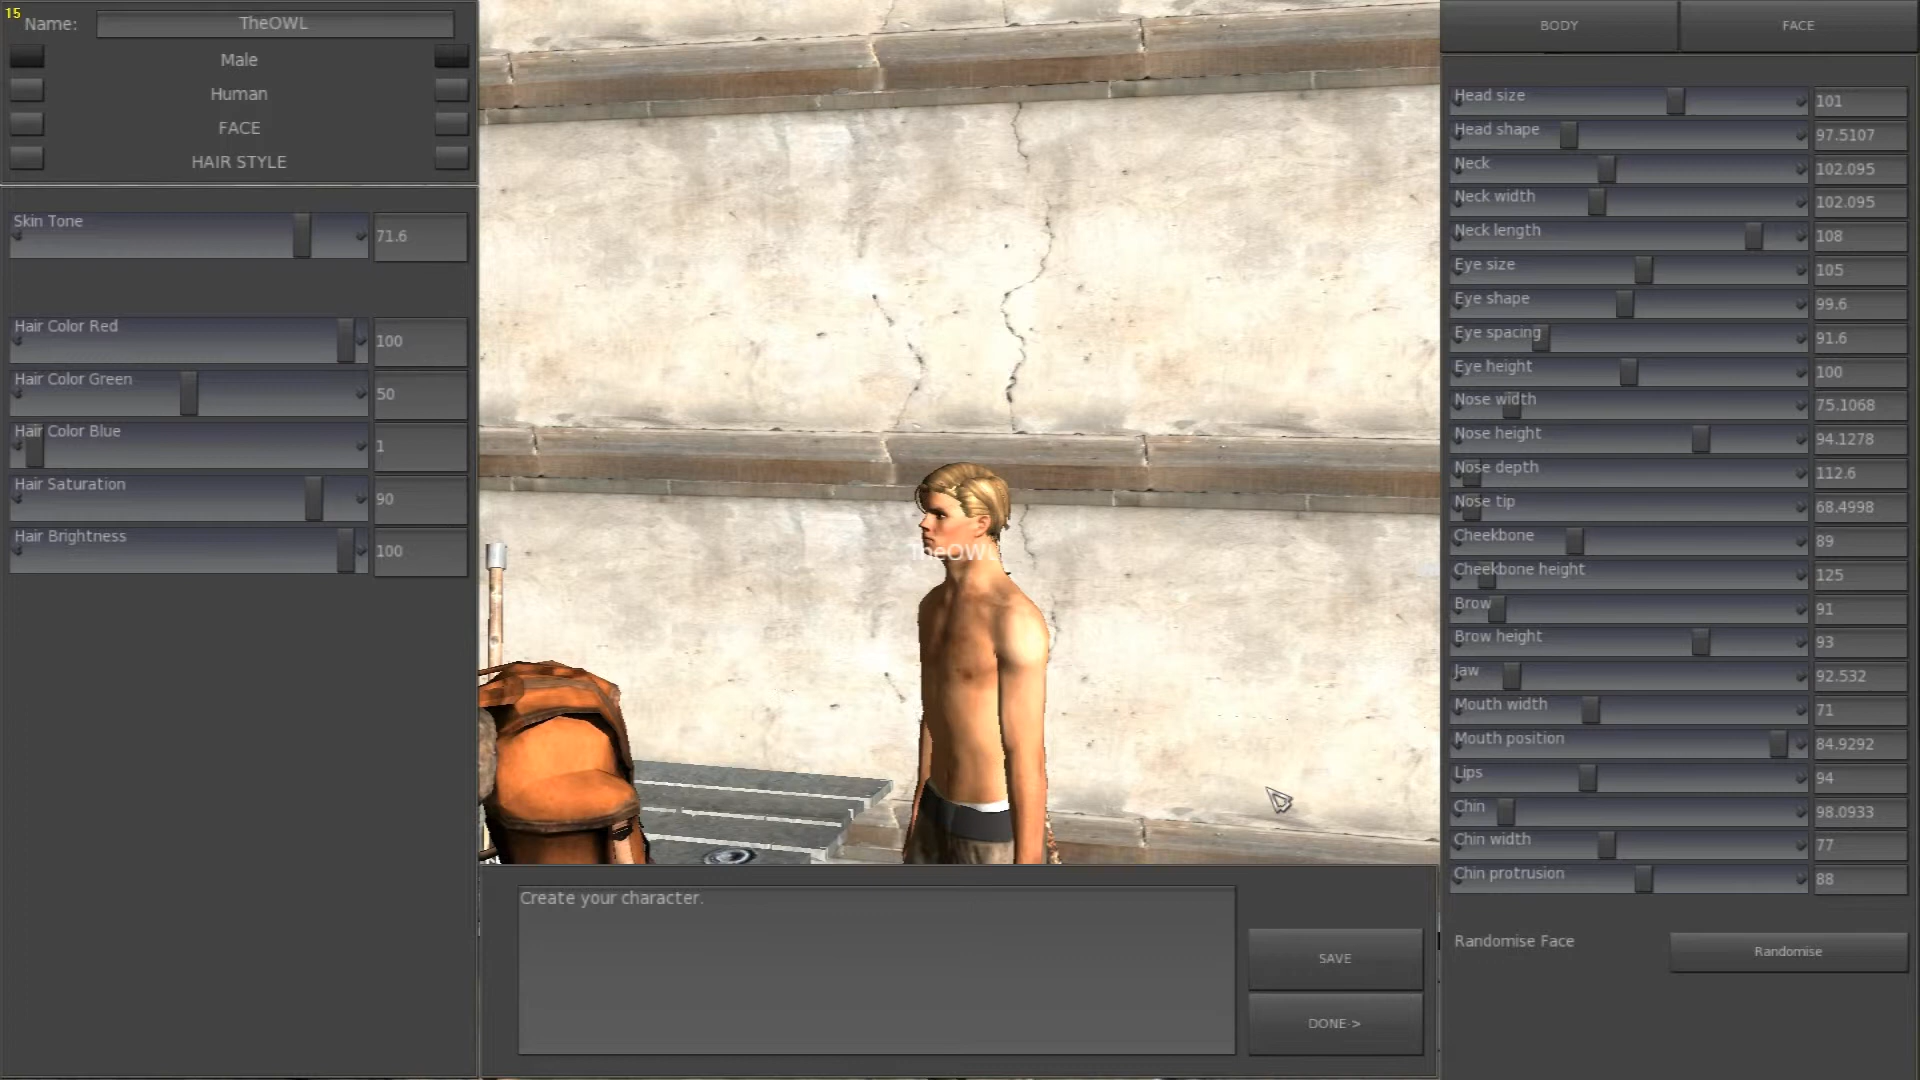 15
Name: TheOWL
Male
Human
FACE
HAIR STYLE
Skin Tone 71.6
Hair Color Red 100
Hair Color Green 50
Hair Color Blue 1
Hair Saturation 90
Hair Brightness 100
TheOWL
Create your character.
SAVE
DONE >
BODY FACE
Head size 101
Head shape 97.5107
Neck 102.095
Neck width 102.095
Neck length 108
Eye size 105
Eye shape 99.6
Eye spacing 91.6
Eye height 100
Nose width 75.1068
Nose height 94.1278
Nose depth 112.6
Nose tip 68.4998
Cheekbone 89
Cheekbone height 125
Brow 91
Brow height 93
Jaw 92.532
Mouth width 71
Mouth position 84.9292
Lips 94
Chin 98.0933
Chin width 77
Chin protrusion 88
Randomise Face Randomise